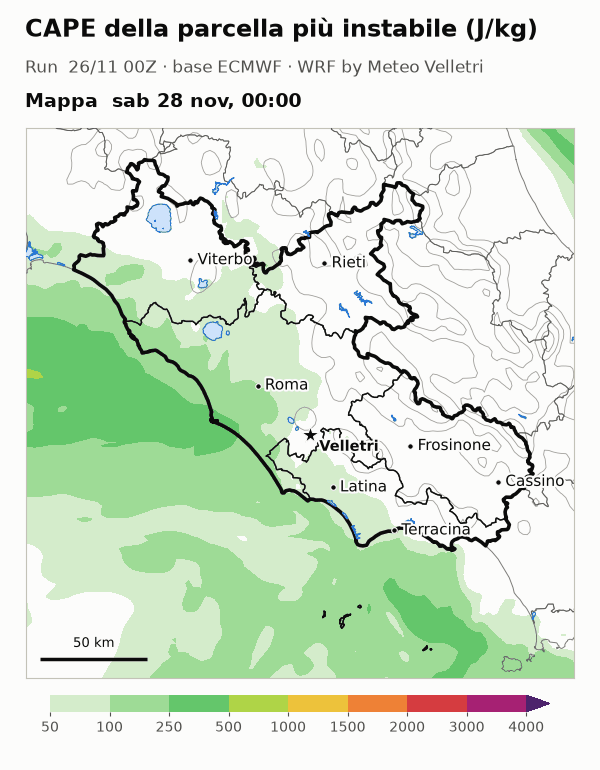 CAPE della parcella più instabile (J/kg)
Run  26/11 00Z · base ECMWF · WRF by Meteo Velletri
Mappa  sab 28 nov, 00:00
Viterbo
Rieti
Roma
Velletri
Frosinone
Cassino
Latina
Terracina
50 km
50 100 250 500 1000 1500 2000 3000 4000